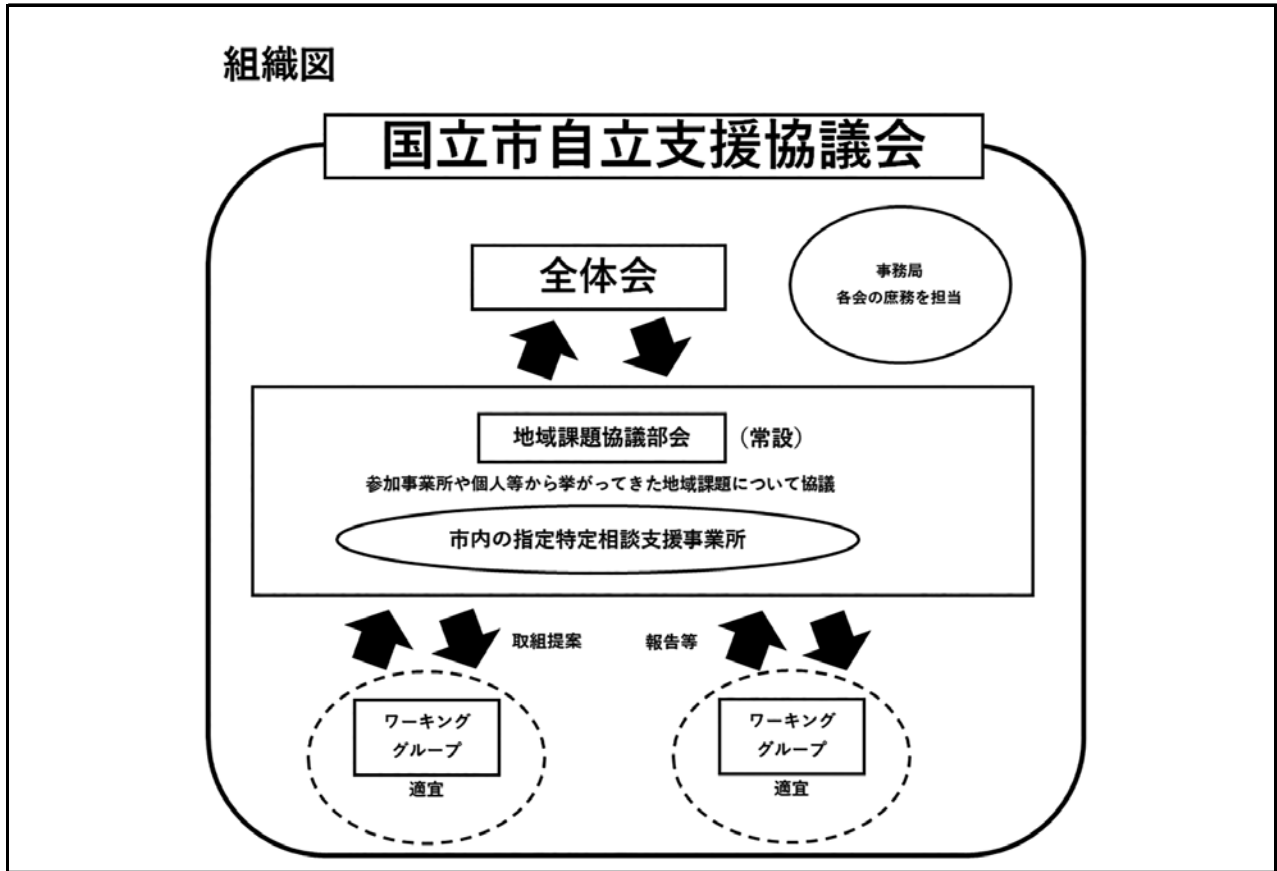 組織図
国立市自立支援協議会
全体会
事務局
各会の庶務を担当
地域課題協議部会
（常設）
参加事業所や個人等から挙がってきた地域課題について協議
市内の指定特定相談支援事業所
取組提案
報告等
ワーキング
グループ
適宜
ワーキング
グループ
適宜